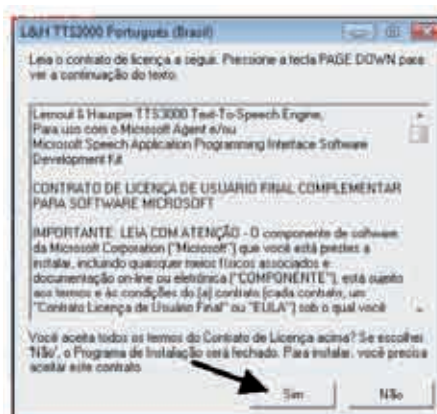 L&H TTS3000 Português (Brasil)
Leia o contrato de licença a seguir. Pressione a tecla PAGE DOWN para
ver a continuação do texto.
Lernout & Hauspie TTS3000 Text-To-Speech Engine,
Para uso com o Microsoft Agent e/ou
Microsoft Speech Application Programming Interface Software
Development Kit
CONTRATO DE LICENÇA DE USUÁRIO FINAL COMPLEMENTAR
PARA SOFTWARE MICROSOFT
IMPORTANTE: LEIA COM ATENÇÃO - O componente de software
da Microsoft Corporation ("Microsoft") que você está prestes a
instalar, incluindo quaisquer meios físicos associados e
documentação on-line ou eletrônica ("COMPONENTE"), está sujeito
aos termos e às condições do [a] contrato (cada contrato, um
"Contrato Licença de Usuário Final" ou "EULA") sob o qual você
Você aceita todos os termos do Contrato de Licença acima? Se escolher
'Não', o Programa de Instalação será fechado. Para instalar, você precisa
aceitar este contrato.
Sim
Não